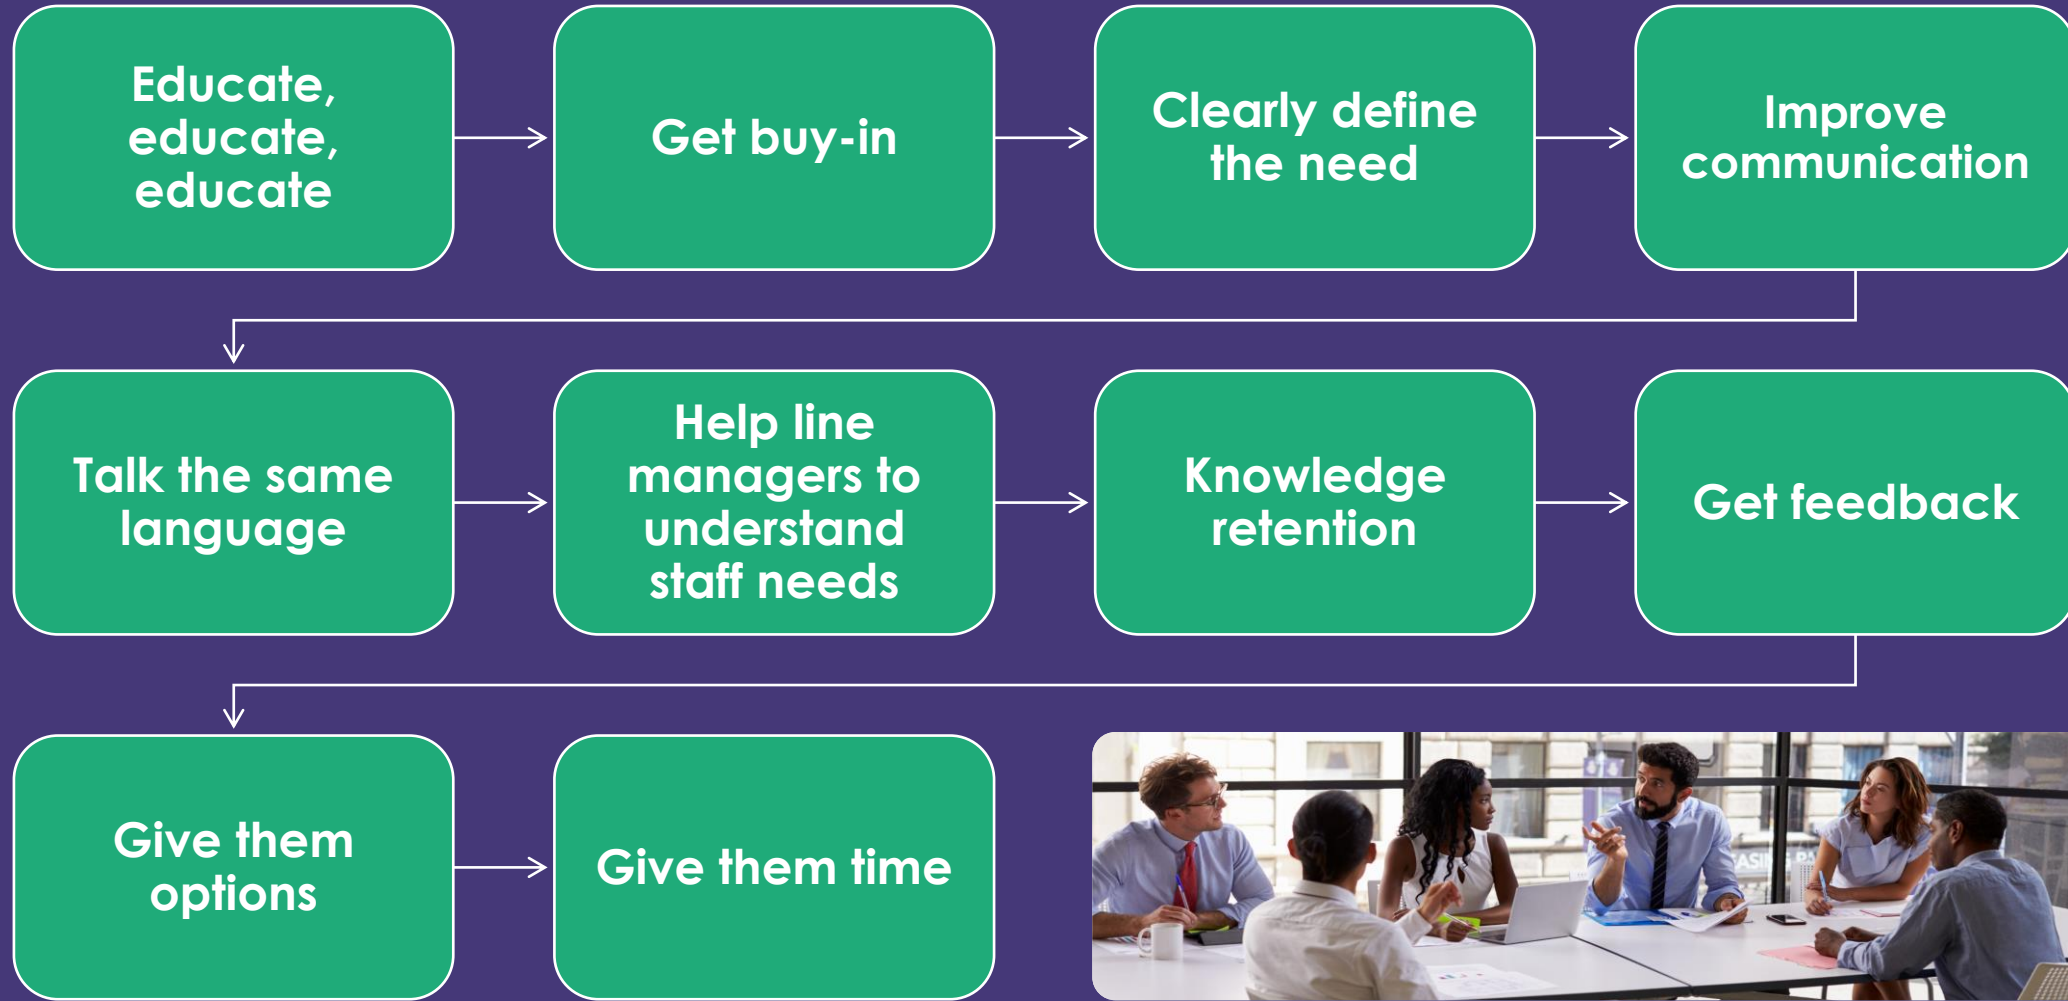 Educate,
educate,
educate
Get buy-in
Clearly define
the need
Improve
communication
Talk the same
language
Help line
managers to
understand
staff needs
Knowledge
retention
Get feedback
Give them
options
Give them time